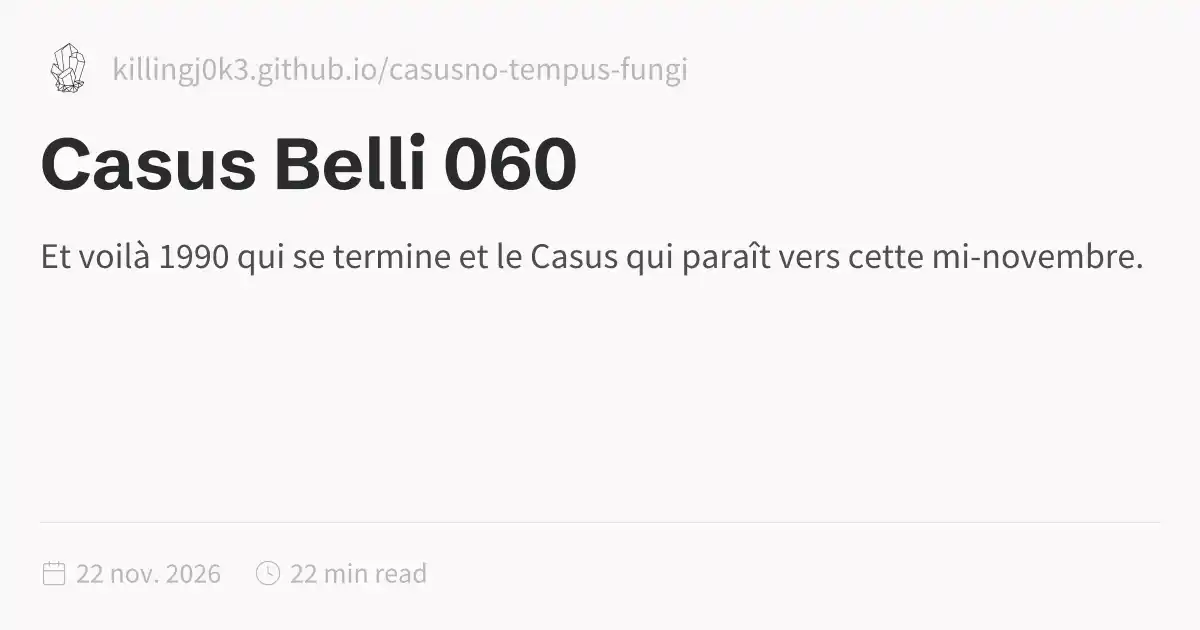 killingj0k3.github.io/casusno-tempus-fungi
Casus Belli 060
Et voilà 1990 qui se termine et le Casus qui paraît vers cette mi-novembre.
22 nov. 2026 22 min read